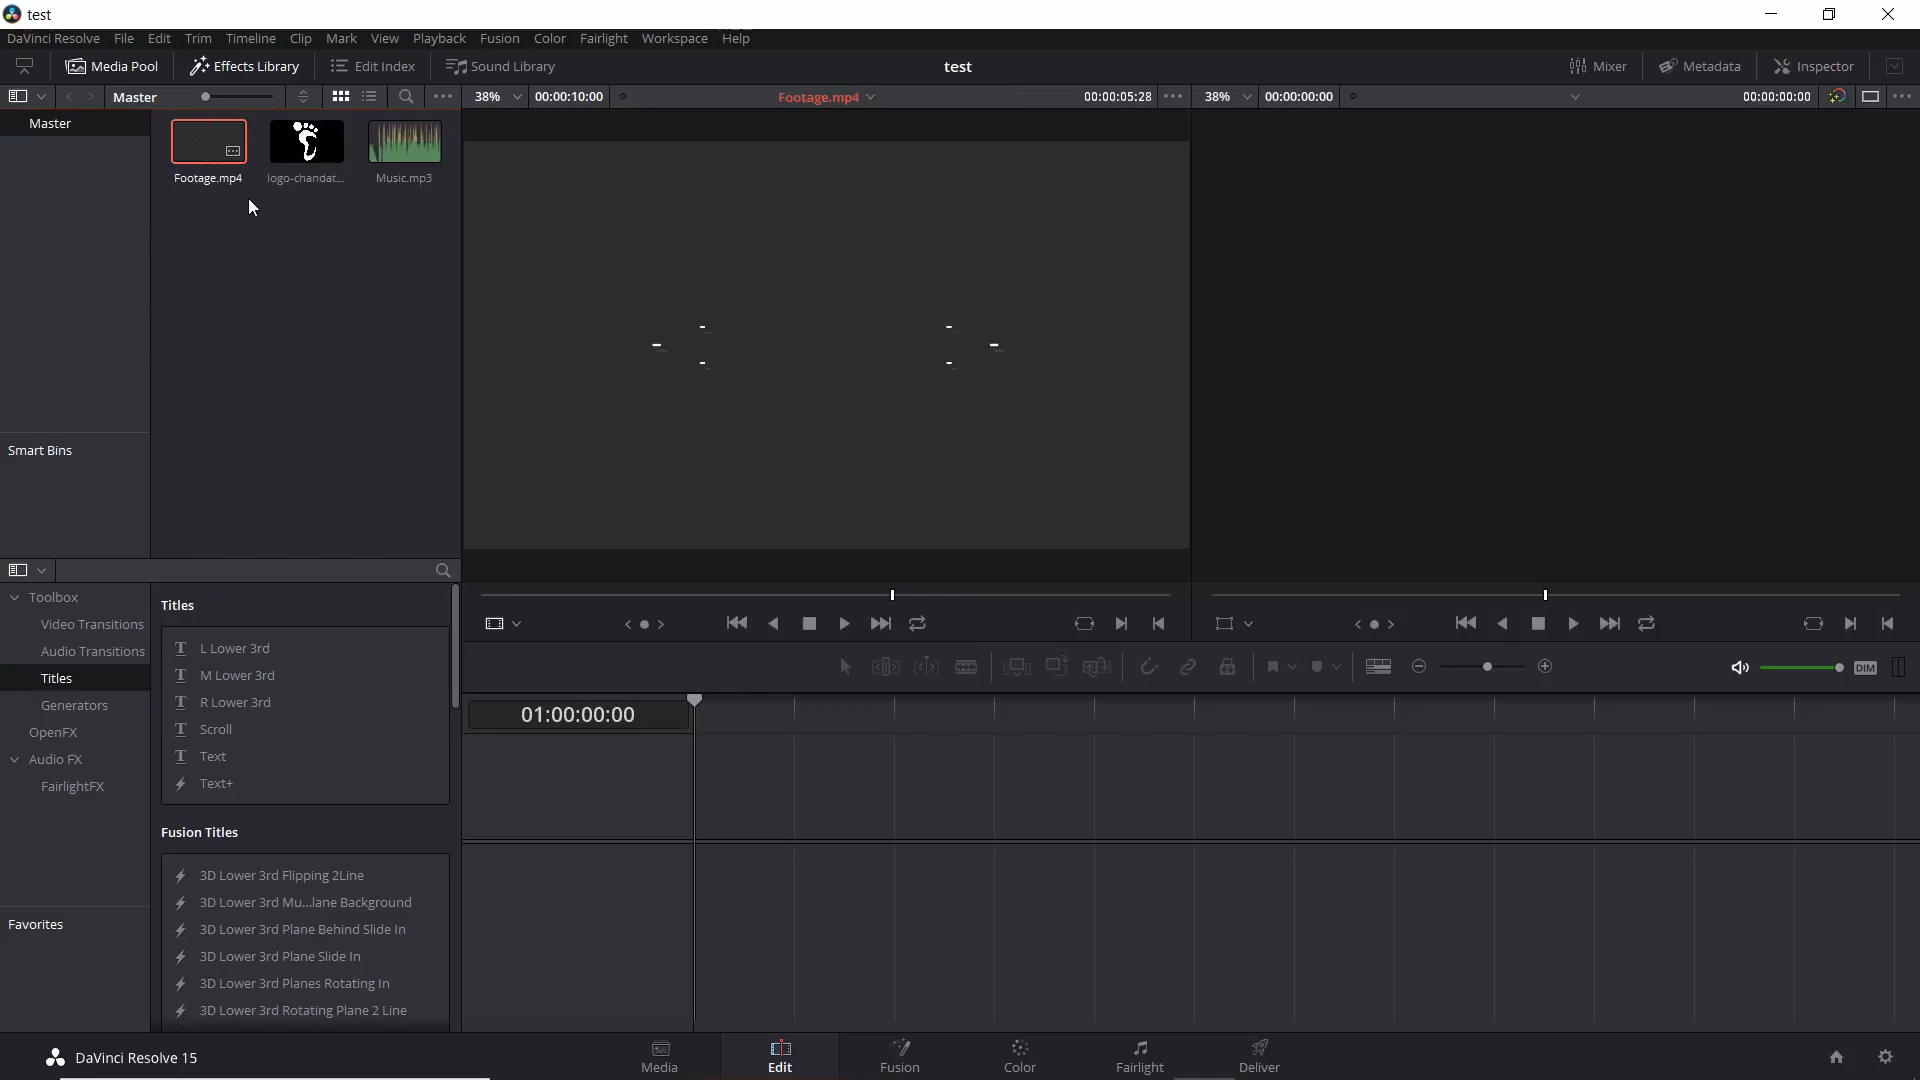 test
DaVinci Resolve File Edit Trim Timeline Clip Mark View Playback Fusion Color Fairlight Workspace Help
Media Pool Effects Library Edit Index Sound Library test Mixer Metadata Inspector
Master 38% 00:00:10:00 Footage.mp4 00:00:05:28 38% 00:00:00:00 00:00:00:00
Master
Footage.mp4 logo-chandat... Music.mp3
Smart Bins
Toolbox
Video Transitions
Audio Transitions
Titles
Generators
OpenFX
Audio FX
FairlightFX
Favorites
Titles
L Lower 3rd
M Lower 3rd
R Lower 3rd
Scroll
Text
Text+
Fusion Titles
3D Lower 3rd Flipping 2Line
3D Lower 3rd Mu...lane Background
3D Lower 3rd Plane Behind Slide In
3D Lower 3rd Plane Slide In
3D Lower 3rd Planes Rotating In
3D Lower 3rd Rotating Plane 2 Line
DIM
01:00:00:00
DaVinci Resolve 15
Media Edit Fusion Color Fairlight Deliver